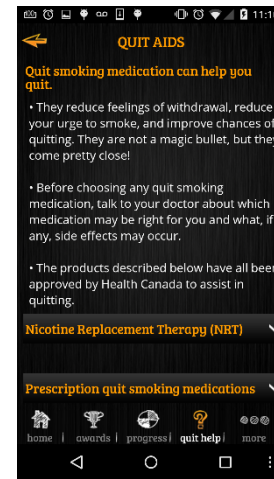 11:1
QUIT AIDS
Quit smoking medication can help you
quit.
• They reduce feelings of withdrawal, reduce
your urge to smoke, and improve chances of
quitting. They are not a magic bullet, but they
come pretty close!
• Before choosing any quit smoking
medication, talk to your doctor about which
medication may be right for you and what, if
any, side effects may occur.
• The products described below have all been
approved by Health Canada to assist in
quitting.
Nicotine Replacement Therapy (NRT)
Prescription quit smoking medications
home | awards | progress | quit help | more